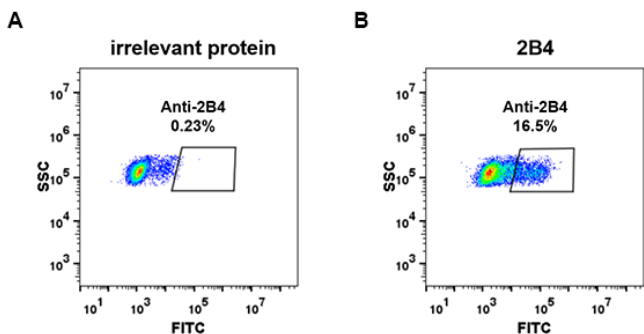 A
B
irrelevant protein
2B4
Anti-2B4
0.23%
Anti-2B4
16.5%
SSC
10⁷
10⁶
10⁵
10⁴
10³
10¹
10³
10⁵
10⁷
FITC
SSC
10⁷
10⁶
10⁵
10⁴
10³
10¹
10³
10⁵
10⁷
FITC